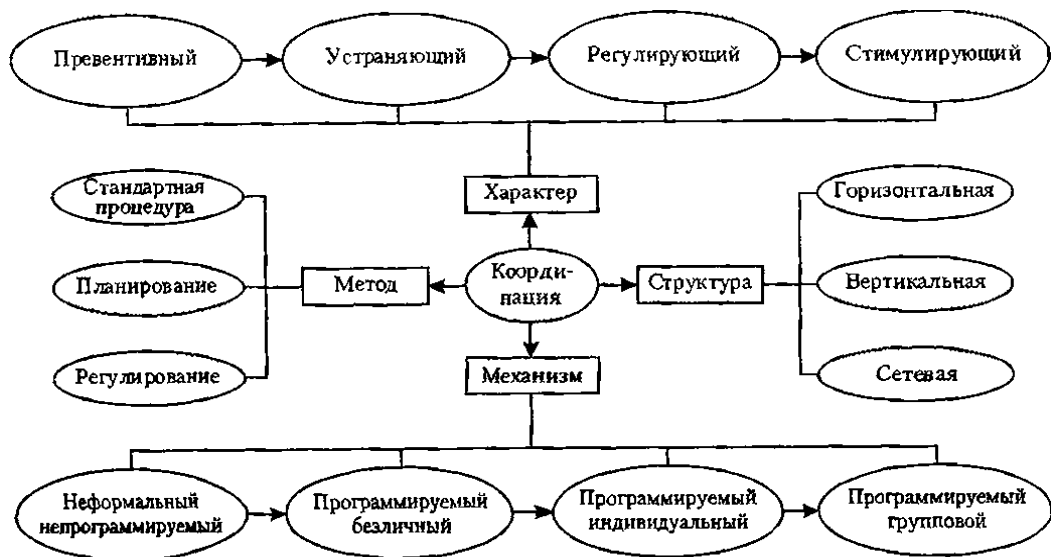 Превентивный
Устраняющий
Регулирующий
Стимулирующий
Характер
Стандартная
процедура
Планирование
Регулирование
Метод
Коорди-
нация
Структура
Горизонтальная
Вертикальная
Сетевая
Механизм
Неформальный
непрограммируемый
Программируемый
безличный
Программируемый
индивидуальный
Программируемый
групповой